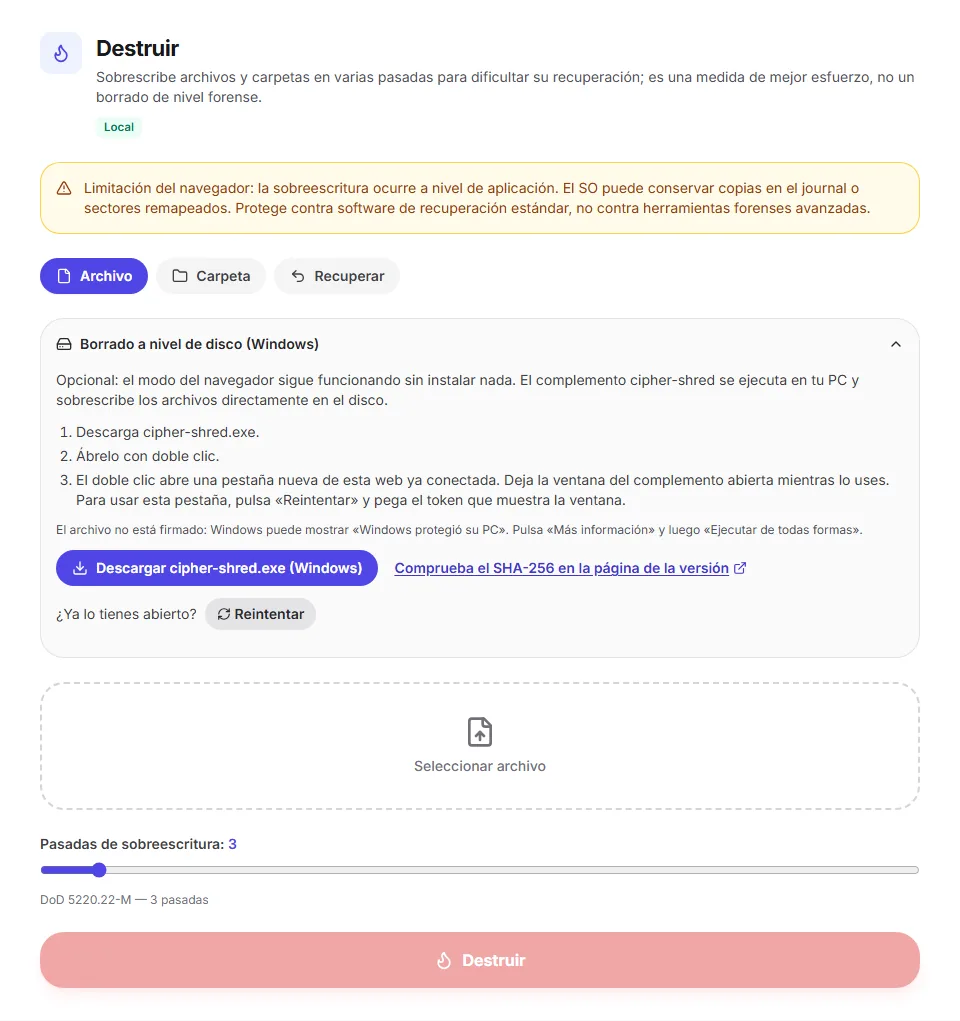 Destruir
Sobrescribe archivos y carpetas en varias pasadas para dificultar su recuperación; es una medida de mejor esfuerzo, no un
borrado de nivel forense.
Local
Limitación del navegador: la sobreescritura ocurre a nivel de aplicación. El SO puede conservar copias en el journal o
sectores remapeados. Protege contra software de recuperación estándar, no contra herramientas forenses avanzadas.
Archivo
Carpeta
Recuperar
Borrado a nivel de disco (Windows)
Opcional: el modo del navegador sigue funcionando sin instalar nada. El complemento cipher-shred se ejecuta en tu PC y
sobrescribe los archivos directamente en el disco.
1. Descarga cipher-shred.exe.
2. Ábrelo con doble clic.
3. El doble clic abre una pestaña nueva de esta web ya conectada. Deja la ventana del complemento abierta mientras lo uses.
Para usar esta pestaña, pulsa «Reintentar» y pega el token que muestra la ventana.
El archivo no está firmado: Windows puede mostrar «Windows protegió su PC». Pulsa «Más información» y luego «Ejecutar de todas formas».
Descargar cipher-shred.exe (Windows)
Comprueba el SHA-256 en la página de la versión
¿Ya lo tienes abierto?
Reintentar
Seleccionar archivo
Pasadas de sobreescritura: 3
DoD 5220.22-M — 3 pasadas
Destruir